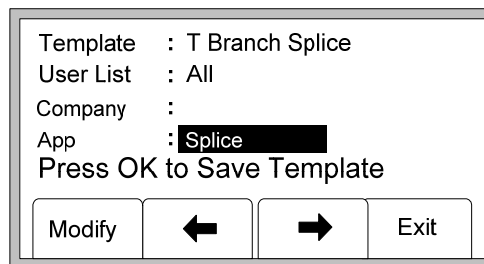 Template : T Branch Splice
User List : All
Company :
App : Splice
Press OK to Save Template
Modify ← → Exit